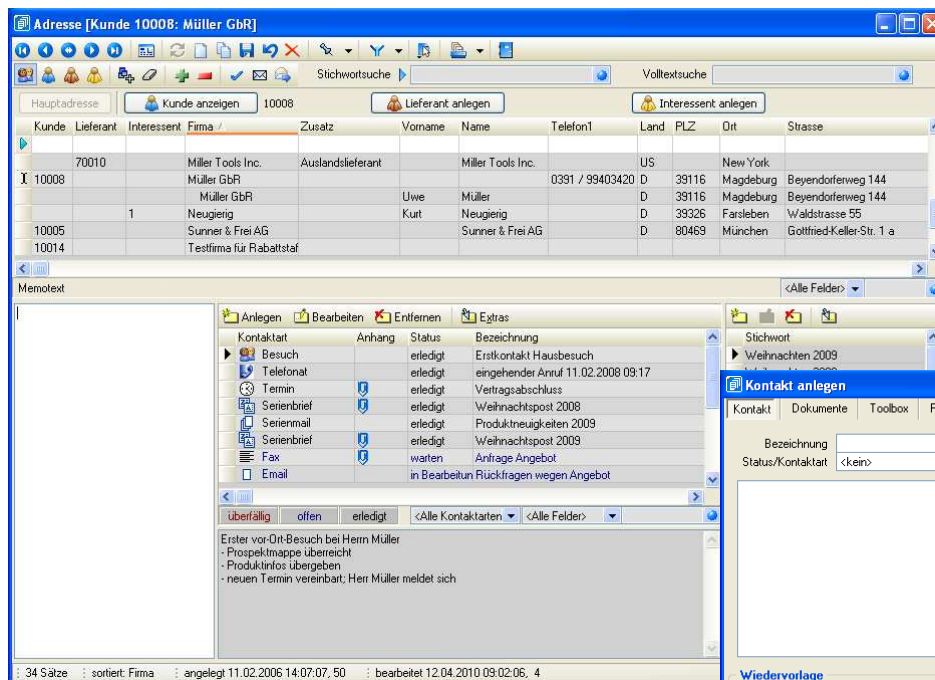 Adresse [Kunde 10008: Müller GbR]
Stichwortsuche Volltextsuche
Hauptadresse Kunde anzeigen 10008 Lieferant anlegen Interessent anlegen
Kunde Lieferant Interessent Firma Zusatz Vorname Name Telefon1 Land PLZ Ort Strasse
70010 Miller Tools Inc. Auslandslieferant Miller Tools Inc. US New York
10008 Müller GbR 0391 / 99403420 D 39116 Magdeburg Beyendorferweg 144
Müller GbR Uwe Müller D 39116 Magdeburg Beyendorferweg 144
1 Neugierig Kurt Neugierig D 39326 Farsleben Waldstrasse 55
10005 Sunner & Frei AG Sunner & Frei AG D 80469 München Gottfried-Keller-Str. 1 a
10014 Testfirma für Rabattstaf
Memotext <Alle Felder>
Anlegen Bearbeiten Entfernen Extras
Kontaktart Anhang Status Bezeichnung Stichwort
Besuch erledigt Erstkontakt Hausbesuch Weihnachten 2009
Telefonat erledigt eingehender Anruf 11.02.2008 09:17
Termin erledigt Vertragsabschluss
Serienbrief erledigt Weihnachtspost 2008
Serienmail erledigt Produktneuigkeiten 2009
Serienbrief erledigt Weihnachtspost 2009
Fax warten Anfrage Angebot
Email in Bearbeitun Rückfragen wegen Angebot
Kontakt anlegen
Kontakt Dokumente Toolbox
Bezeichnung
Status/Kontaktart <kein>
überfällig offen erledigt <Alle Kontaktarten <Alle Felder>
Erster vor-Ort-Besuch bei Herrn Müller
- Prospektmappe überreicht
- Produktinfos übergeben
- neuen Termin vereinbart; Herr Müller meldet sich
Wiedervorlage
34 Sätze sortiert: Firma angelegt 11.02.2006 14:07:07, 50 bearbeitet 12.04.2010 09:02:06, 4